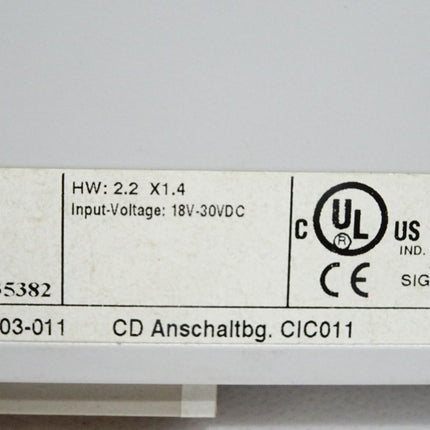 HW: 2.2 X1.4
Input-Voltage: 18V-30VDC
5382
03-011 CD Anschaltbg. CIC011
C UL US
®
IND.
CE SIG